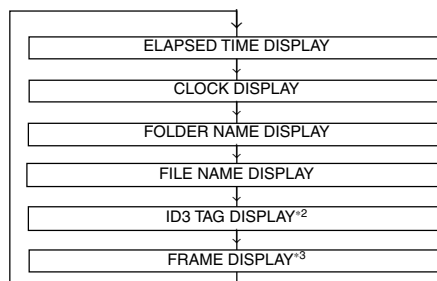 ELAPSED TIME DISPLAY
CLOCK DISPLAY
FOLDER NAME DISPLAY
FILE NAME DISPLAY
ID3 TAG DISPLAY*2
FRAME DISPLAY*3